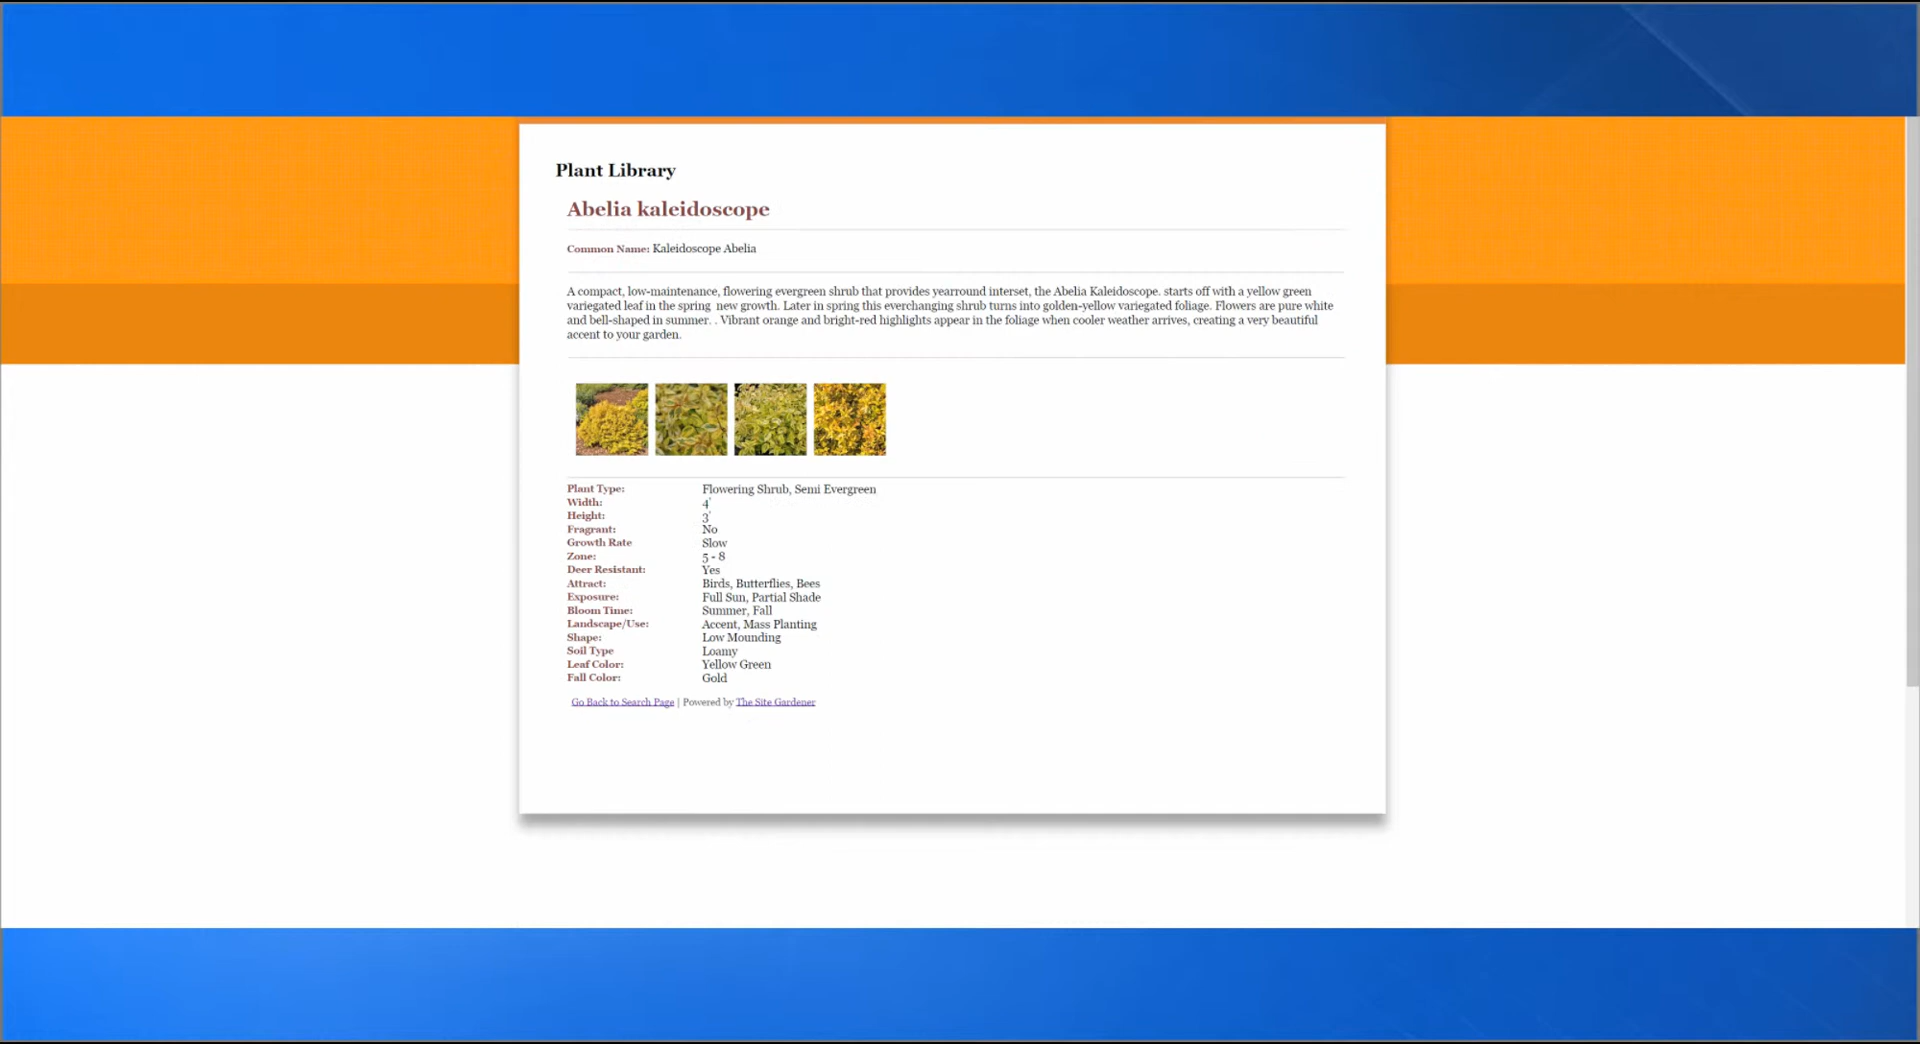 Plant Library
Abelia kaleidoscope
Common Name: Kaleidoscope Abelia
A compact, low-maintenance, flowering evergreen shrub that provides yearround interset, the Abelia Kaleidoscope. starts off with a yellow green
variegated leaf in the spring  new growth. Later in spring this everchanging shrub turns into golden-yellow variegated foliage. Flowers are pure white
and bell-shaped in summer. . Vibrant orange and bright-red highlights appear in the foliage when cooler weather arrives, creating a very beautiful
accent to your garden.
Plant Type: Flowering Shrub, Semi Evergreen
Width: 4'
Height: 3'
Fragrant: No
Growth Rate Slow
Zone: 5 - 8
Deer Resistant: Yes
Attract: Birds, Butterflies, Bees
Exposure: Full Sun, Partial Shade
Bloom Time: Summer, Fall
Landscape/Use: Accent, Mass Planting
Shape: Low Mounding
Soil Type Loamy
Leaf Color: Yellow Green
Fall Color: Gold
Go Back to Search Page | Powered by The Site Gardener